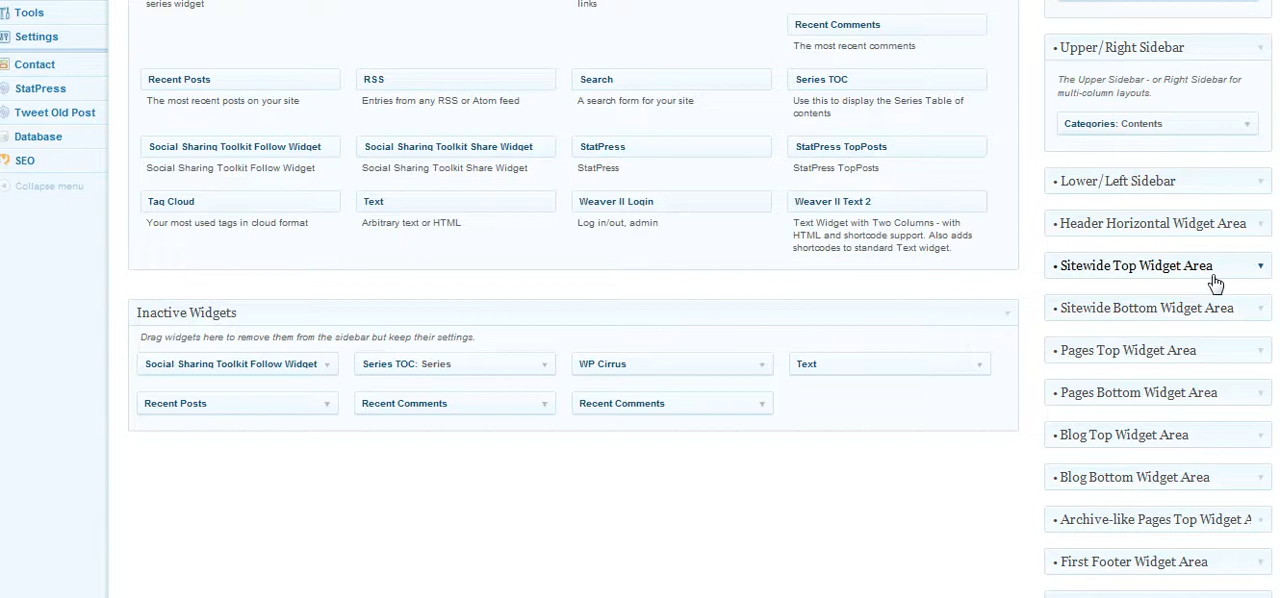 Tools
Settings
Contact
StatPress
Tweet Old Post
Database
SEO
Collapse menu
series widget
links
Recent Comments
The most recent comments
Recent Posts
RSS
Search
Series TOC
The most recent posts on your site
Entries from any RSS or Atom feed
A search form for your site
Use this to display the Series Table of
contents
Social Sharing Toolkit Follow Widget
Social Sharing Toolkit Share Widget
StatPress
StatPress TopPosts
Social Sharing Toolkit Follow Widget
Social Sharing Toolkit Share Widget
StatPress
StatPress TopPosts
Tag Cloud
Text
Weaver II Login
Weaver II Text 2
Your most used tags in cloud format
Arbitrary text or HTML
Log in/out, admin
Text Widget with Two Columns - with
HTML and shortcode support. Also adds
shortcodes to standard Text widget.
Inactive Widgets
Drag widgets here to remove them from the sidebar but keep their settings.
Social Sharing Toolkit Follow Widget
Series TOC: Series
WP Cirrus
Text
Recent Posts
Recent Comments
Recent Comments
• Upper/Right Sidebar
The Upper Sidebar - or Right Sidebar for
multi-column layouts.
Categories: Contents
• Lower/Left Sidebar
• Header Horizontal Widget Area
• Sitewide Top Widget Area
• Sitewide Bottom Widget Area
• Pages Top Widget Area
• Pages Bottom Widget Area
• Blog Top Widget Area
• Blog Bottom Widget Area
• Archive-like Pages Top Widget A
• First Footer Widget Area